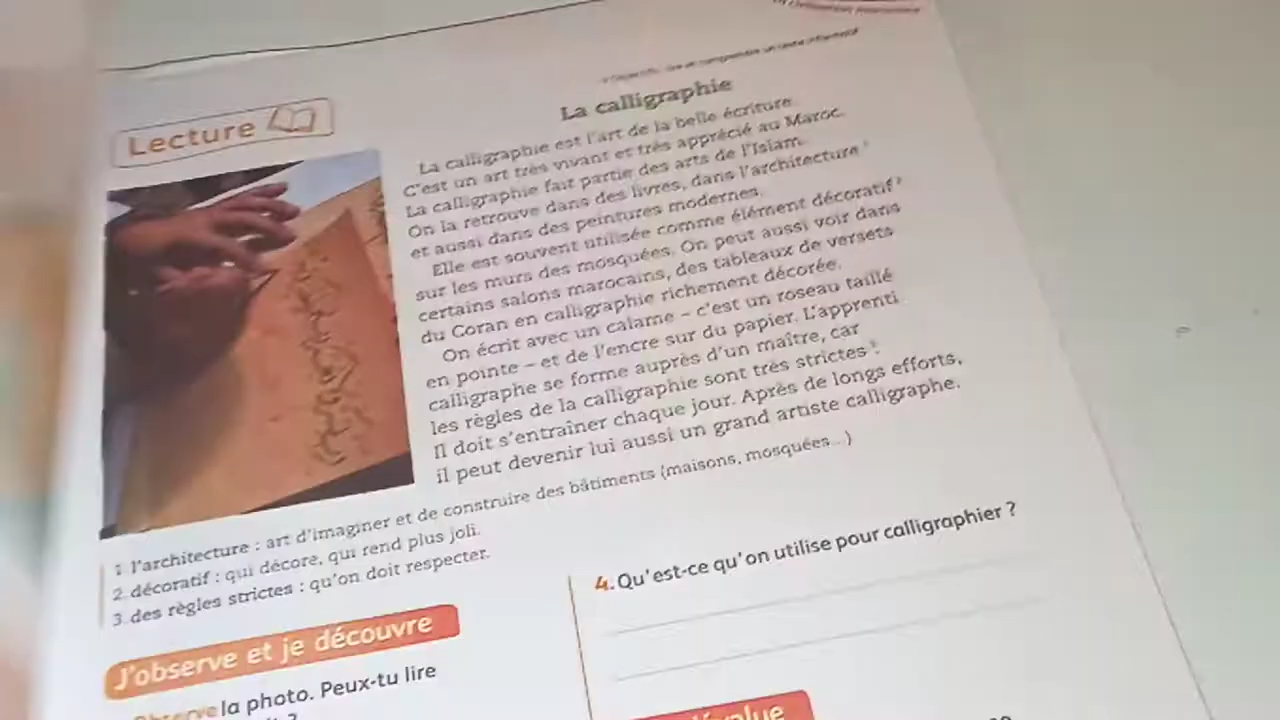 Lecture
La calligraphie
La calligraphie est l'art de la belle écriture.
C'est un art très vivant et très apprécié au Maroc.
La calligraphie fait partie des arts de l'Islam.
On la retrouve dans des livres, dans l'architecture¹
et aussi dans des peintures modernes.
Elle est souvent utilisée comme élément décoratif²
sur les murs des mosquées. On peut aussi voir dans
certains salons marocains, des tableaux de versets
du Coran en calligraphie richement décorée.
On écrit avec un calame – c'est un roseau taillé
en pointe – et de l'encre sur du papier. L'apprenti
calligraphe se forme auprès d'un maître, car
les règles de la calligraphie sont très strictes³.
Il doit s'entraîner chaque jour. Après de longs efforts,
il peut devenir lui aussi un grand artiste calligraphe.
1 l'architecture : art d'imaginer et de construire des bâtiments (maisons, mosquées...)
2 décoratif : qui décore, qui rend plus joli.
3 des règles strictes : qu'on doit respecter.
J'observe et je découvre
Observe la photo. Peux-tu lire
4. Qu'est-ce qu'on utilise pour calligraphier ?